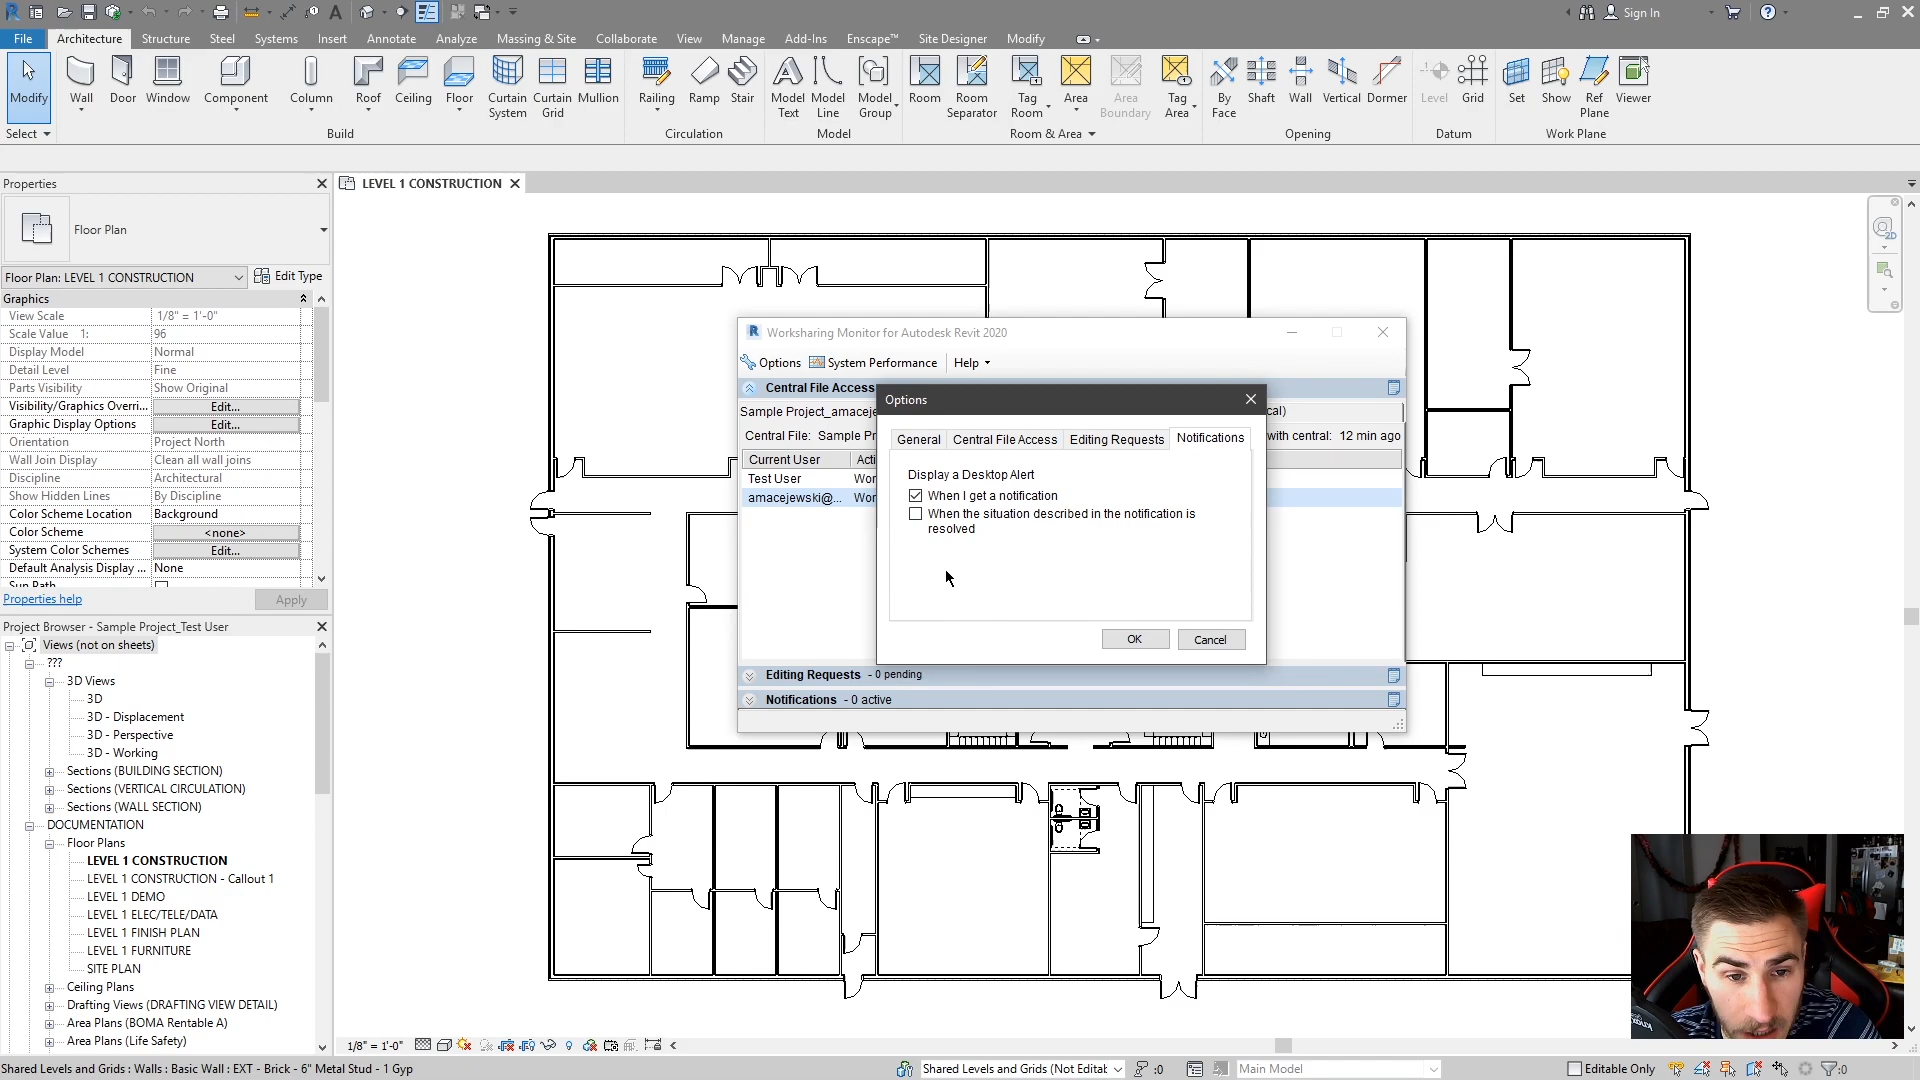 Sign In
File Architecture Structure Steel Systems Insert Annotate Analyze Massing & Site Collaborate View Manage Add-Ins Enscape™ Site Designer Modify
Modify Wall Door Window Component Column Roof Ceiling Floor Curtain System Curtain Grid Mullion Railing Ramp Stair Model Text Model Line Model Group Room Room Separator Tag Room Area Area Boundary Tag Area By Face Shaft Wall Vertical Dormer Level Grid Set Show Ref Plane Viewer
Select Build Circulation Model Room & Area Opening Datum Work Plane
Properties
LEVEL 1 CONSTRUCTION
Floor Plan
Floor Plan: LEVEL 1 CONSTRUCTION Edit Type
Graphics
View Scale 1/8" = 1'-0"
Scale Value 1: 96
Display Model Normal
Detail Level Fine
Parts Visibility Show Original
Visibility/Graphics Overri... Edit...
Graphic Display Options Edit...
Orientation Project North
Wall Join Display Clean all wall joins
Discipline Architectural
Show Hidden Lines By Discipline
Color Scheme Location Background
Color Scheme <none>
System Color Schemes Edit...
Default Analysis Display ... None
Sun Path
Properties help Apply
Project Browser - Sample Project_Test User
Views (not on sheets)
???
3D Views
3D
3D - Displacement
3D - Perspective
3D - Working
Sections (BUILDING SECTION)
Sections (VERTICAL CIRCULATION)
Sections (WALL SECTION)
DOCUMENTATION
Floor Plans
LEVEL 1 CONSTRUCTION
LEVEL 1 CONSTRUCTION - Callout 1
LEVEL 1 DEMO
LEVEL 1 ELEC/TELE/DATA
LEVEL 1 FINISH PLAN
LEVEL 1 FURNITURE
SITE PLAN
Ceiling Plans
Drafting Views (DRAFTING VIEW DETAIL)
Area Plans (BOMA Rentable A)
Area Plans (Life Safety)
Worksharing Monitor for Autodesk Revit 2020
Options System Performance Help
Central File Access
Sample Project_amaceje cal)
Central File: Sample Pr with central: 12 min ago
Current User Acti
Test User Wor
amacejewski@... Wor
Editing Requests - 0 pending
Notifications - 0 active
Options
General Central File Access Editing Requests Notifications
Display a Desktop Alert
When I get a notification
When the situation described in the notification is
resolved
OK Cancel
2D
1/8" = 1'-0"
Shared Levels and Grids : Walls : Basic Wall : EXT - Brick - 6" Metal Stud - 1 Gyp Shared Levels and Grids (Not Editab :0 Main Model Editable Only :0